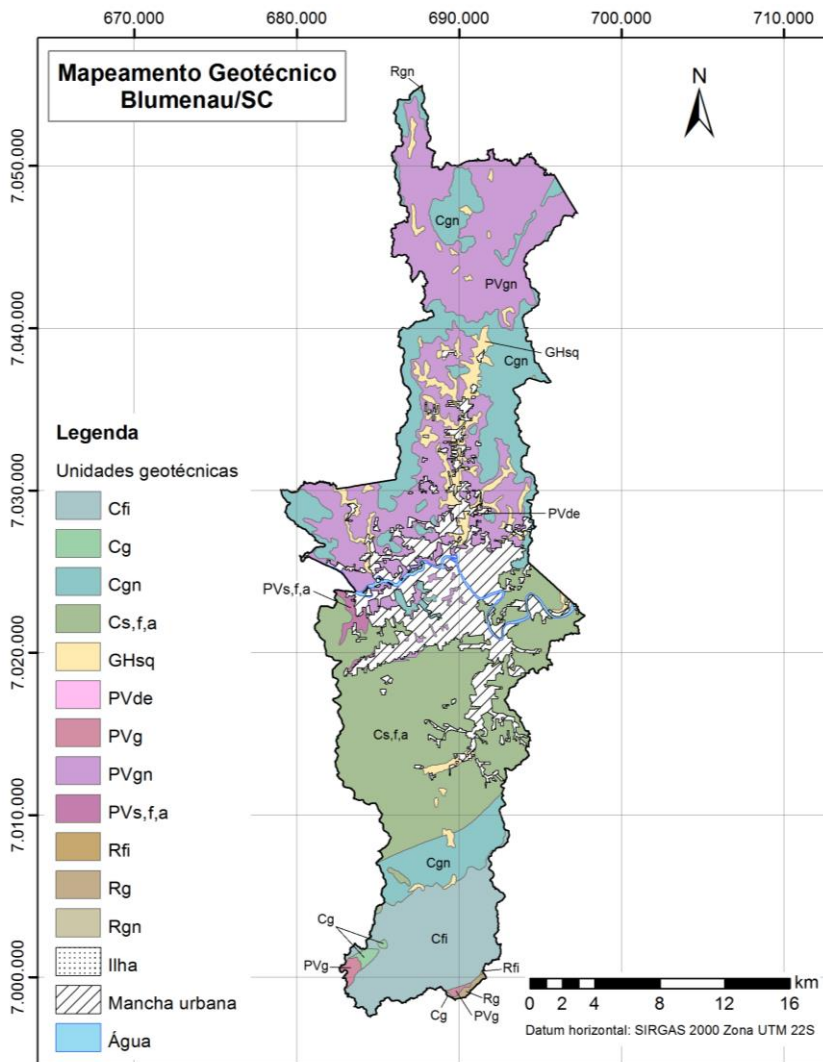 670.000 680.000 690.000 700.000 710.000
Mapeamento Geotécnico
Blumenau/SC
Rgn
N
7.050.000
Cgn
PVgn
7.040.000
GHsq
Cgn
7.030.000
PVde
PVs,f,a
7.020.000
Cs,f,a
7.010.000
Cgn
Cg
Cfi
PVg
Rfi
7.000.000
Rg
Cg
PVg
Legenda
Unidades geotécnicas
Cfi
Cg
Cgn
Cs,f,a
GHsq
PVde
PVg
PVgn
PVs,f,a
Rfi
Rg
Rgn
Ilha
Mancha urbana
Água
km
0 2 4 8 12 16
Datum horizontal: SIRGAS 2000 Zona UTM 22S